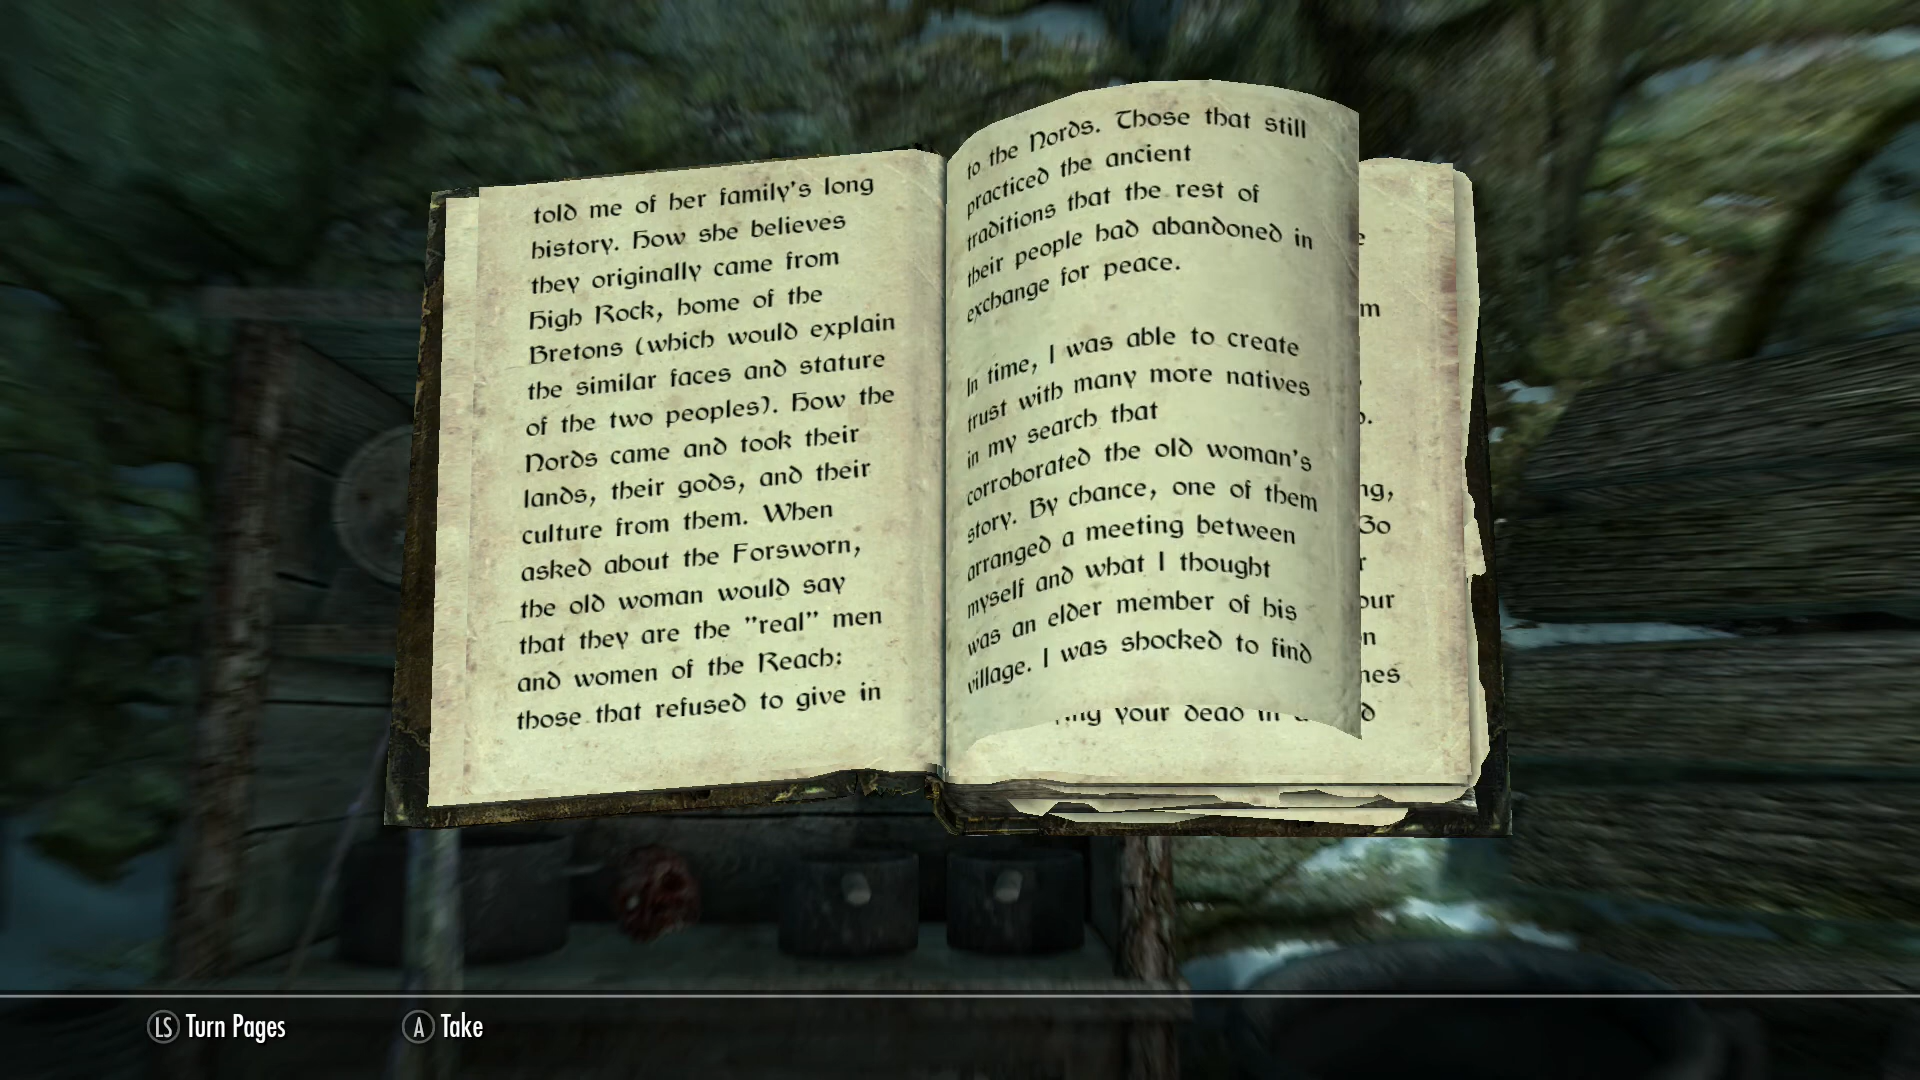 told me of her family's long
history. How she believes
they originally came from
High Rock, home of the
Bretons (which would explain
the similar faces and stature
of the two peoples). How the
Nords came and took their
lands, their gods, and their
culture from them. When
asked about the Forsworn,
the old woman would say
that they are the "real" men
and women of the Reach:
those that refused to give in
to the Nords. Those that still
practiced the ancient
traditions that the rest of
their people had abandoned in
exchange for peace.
In time, I was able to create
trust with many more natives
in my search that
corroborated the old woman's
story. By chance, one of them
arranged a meeting between
myself and what I thought
was an elder member of his
village. I was shocked to find
your dead in
LS Turn Pages
A Take